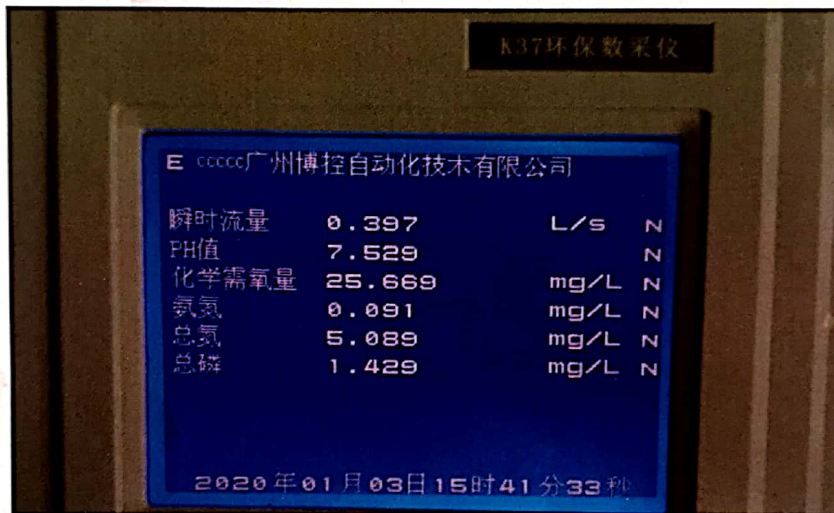 K37环保数采仪
E ccccc广州博控自动化技术有限公司
瞬时流量 0.397 L/s N
PH值 7.529 N
化学需氧量 25.669 mg/L N
氨氮 0.091 mg/L N
总氮 5.089 mg/L N
总磷 1.429 mg/L N
2020年01月03日15时41分33秒